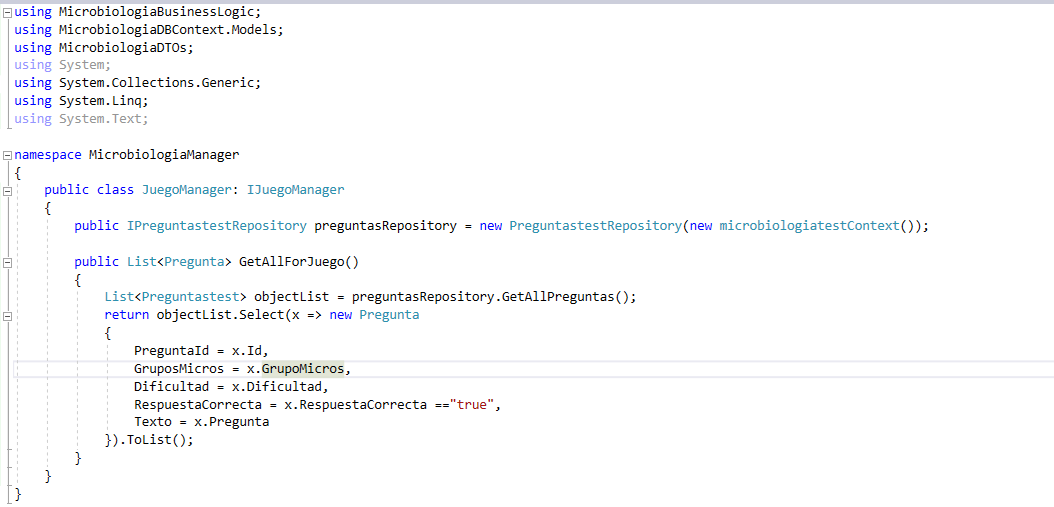 using MicrobiologiaBusinessLogic;
using MicrobiologiaDBContext.Models;
using MicrobiologiaDTOs;
using System;
using System.Collections.Generic;
using System.Linq;
using System.Text;
namespace MicrobiologiaManager
{
public class JuegoManager: IJuegoManager
{
public IPreguntastestRepository preguntasRepository = new PreguntastestRepository(new microbiologiatestContext());
public List<Pregunta> GetAllForJuego()
{
List<Preguntastest> objectList = preguntasRepository.GetAllPreguntas();
return objectList.Select(x => new Pregunta
{
PreguntaId = x.Id,
GruposMicros = x.GrupoMicros,
Dificultad = x.Dificultad,
RespuestaCorrecta = x.RespuestaCorrecta =="true",
Texto = x.Pregunta
}).ToList();
}
}
}